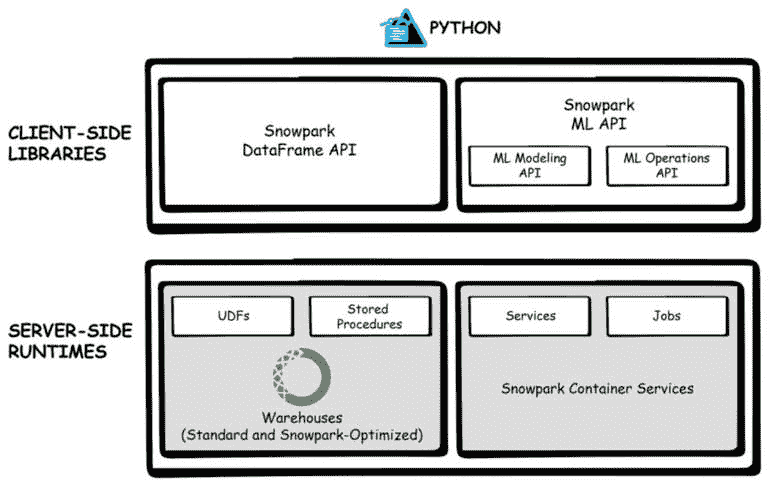 PYTHON
CLIENT-SIDE
LIBRARIES
Snowpark
DataFrame API
Snowpark
ML API
ML Modeling
API
ML Operations
API
SERVER-SIDE
RUNTIMES
UDFs
Stored
Procedures
Warehouses
(Standard and Snowpark-Optimized)
Services
Jobs
Snowpark Container Services